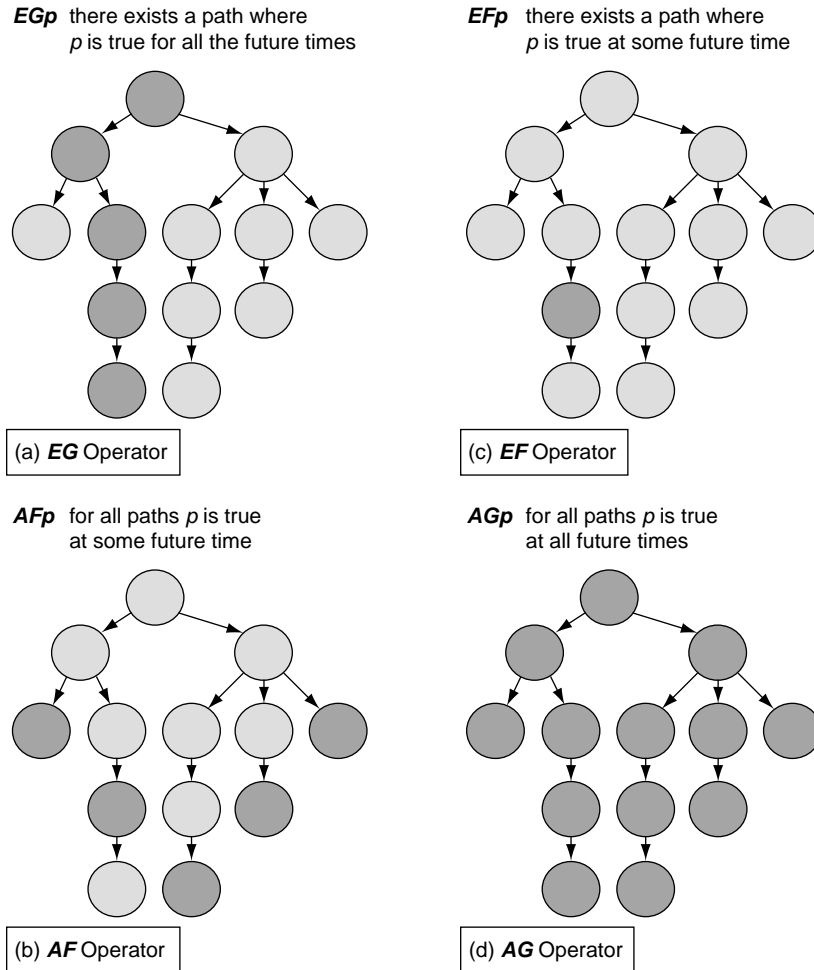 EGp there exists a path where
p is true for all the future times
(a) EG Operator
EFp there exists a path where
p is true at some future time
(c) EF Operator
AFp for all paths p is true
at some future time
(b) AF Operator
AGp for all paths p is true
at all future times
(d) AG Operator